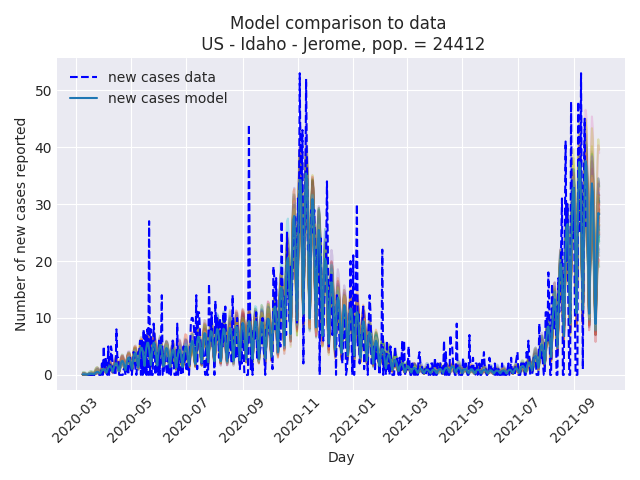 Model comparison to data
US - Idaho - Jerome, pop. = 24412
new cases data
new cases model
Number of new cases reported
50
40
30
20
10
0
2020-03
2020-05
2020-07
2020-09
2020-11
2021-01
2021-03
2021-05
2021-07
2021-09
Day